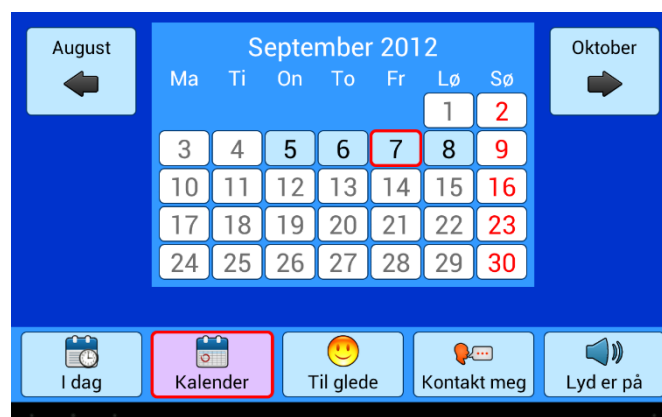 August
September 2012
Oktober
Ma Ti On To Fr Lø Sø
1 2
3 4 5 6 7 8 9
10 11 12 13 14 15 16
17 18 19 20 21 22 23
24 25 26 27 28 29 30
I dag
Kalender
Til glede
Kontakt meg
Lyd er på